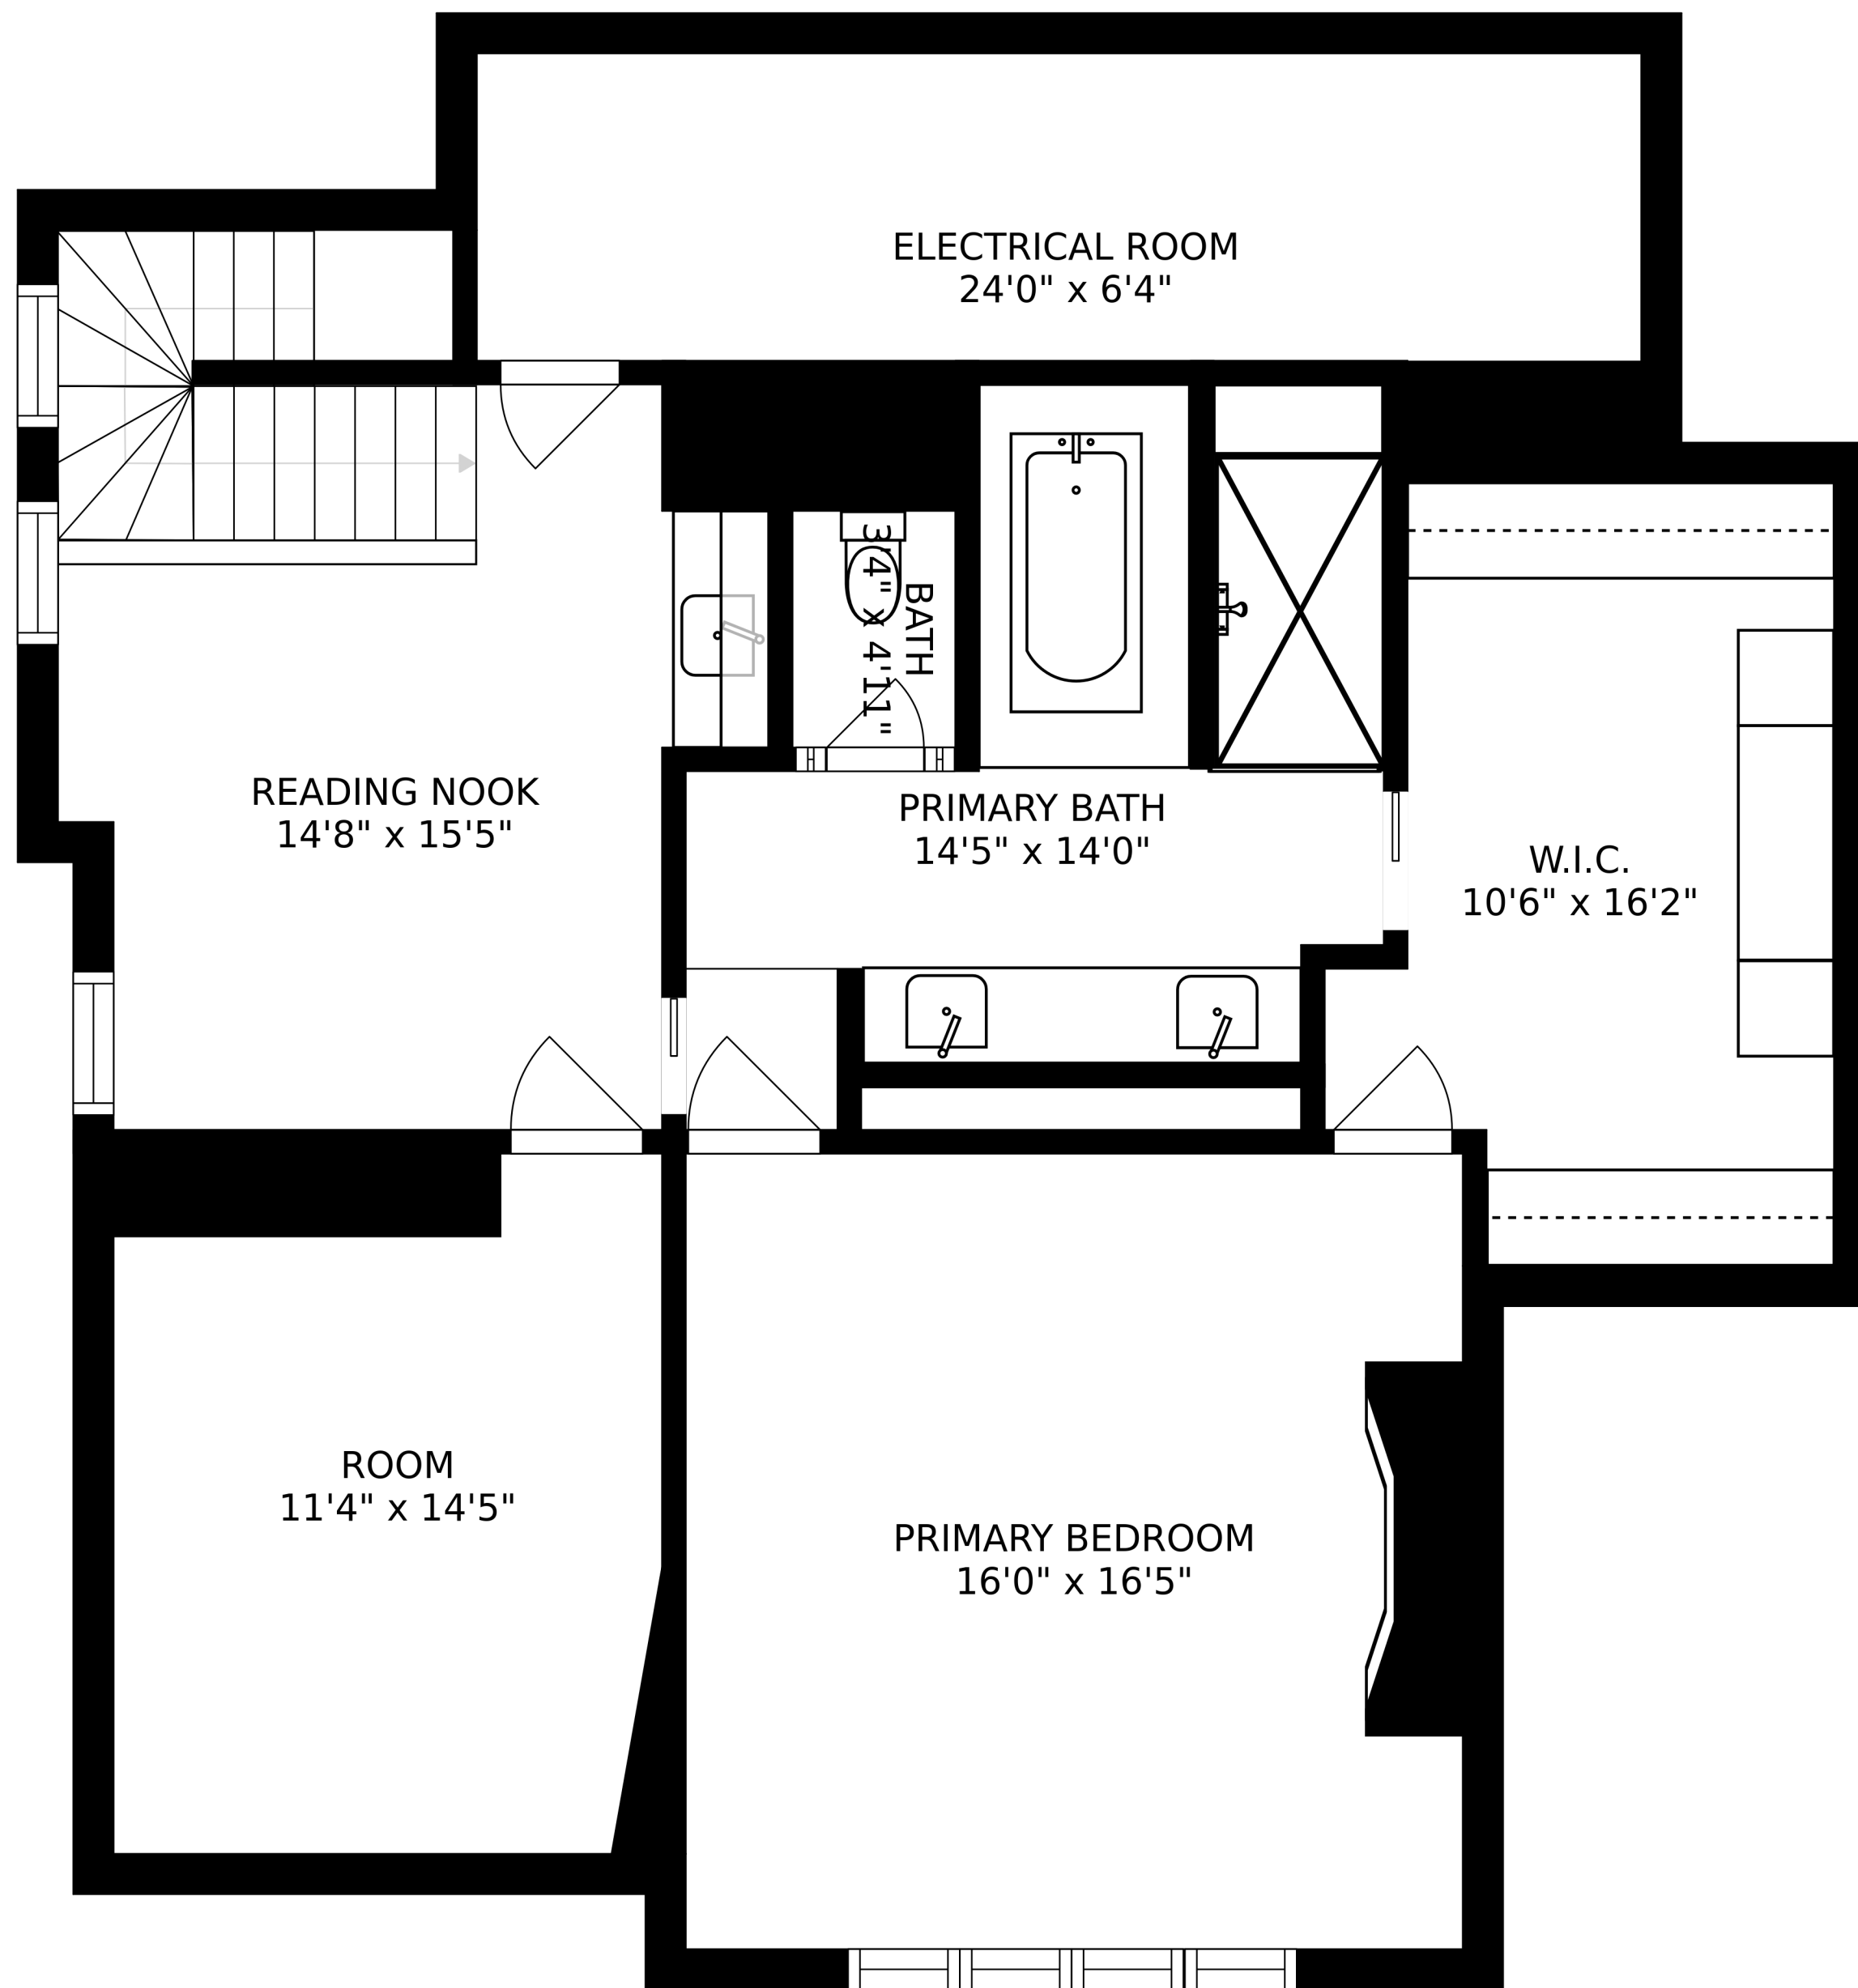 ELECTRICAL ROOM
24'0" x 6'4"
BATH
3'4" x 4'11"
READING NOOK
14'8" x 15'5"
PRIMARY BATH
14'5" x 14'0"
W.I.C.
10'6" x 16'2"
ROOM
11'4" x 14'5"
PRIMARY BEDROOM
16'0" x 16'5"